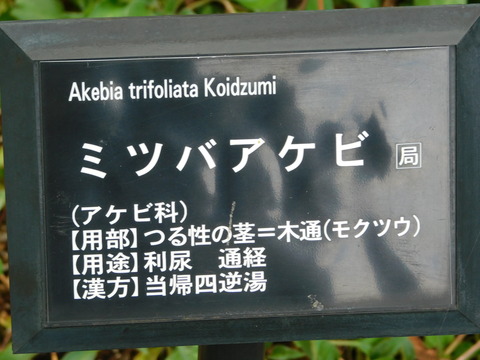 Akebia trifoliata Koidzumi
ミツバアケビ 局
(アケビ科)
【用部】つる性の茎=木通(モクツウ)
【用途】利尿　通経
【漢方】当帰四逆湯